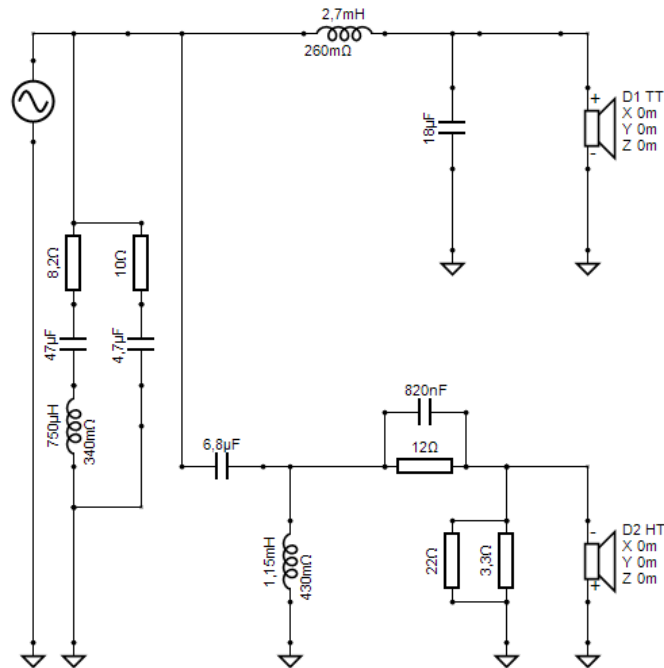 2,7mH
260mΩ
18µF
+
D1 TT
X 0m
Y 0m
Z 0m
-
8,2Ω
10Ω
47µF
4,7µF
750µH
340mΩ
820nF
12Ω
6,8µF
1,15mH
430mΩ
22Ω
3,3Ω
-
D2 HT
X 0m
Y 0m
Z 0m
+